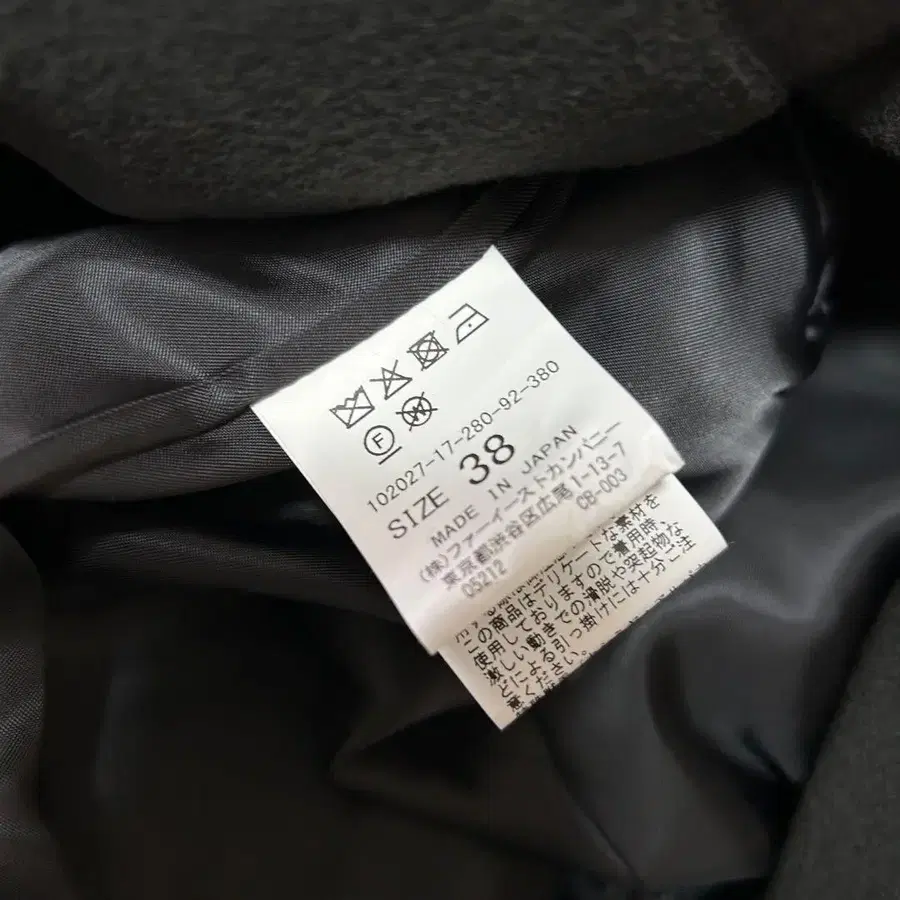 F W
102027-17-280-92-380
SIZE 38
MADE IN JAPAN
(株)ファーイーストカンパニー
東京都渋谷区広尾1-13-7
05212 CB-003
この商品はデリケートな素材を
使用しておりますので着用時、
激しい動きでの滑脱や突起物な
どによる引っ掛けには十分ご注
意ください。